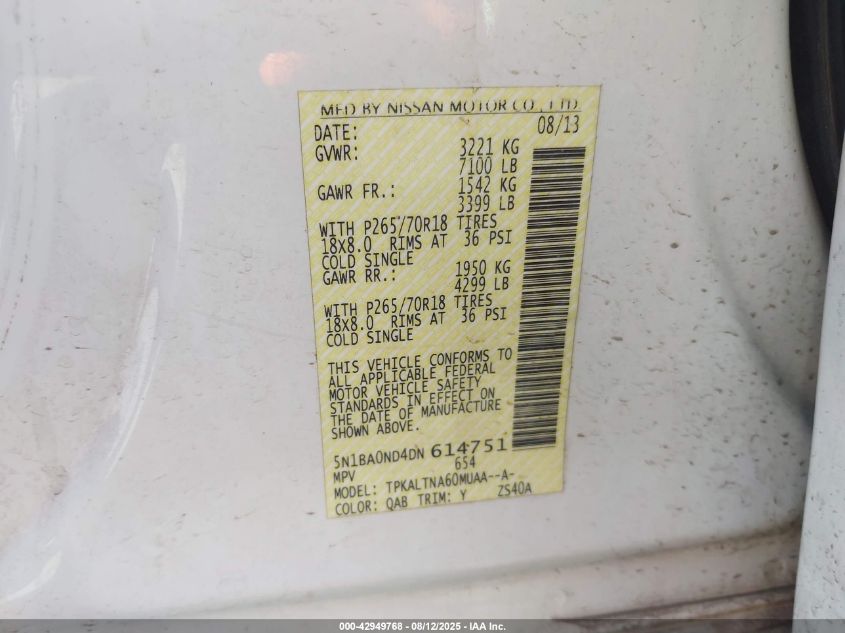 MFD BY NISSAN MOTOR CO., LTD.
DATE: 08/13
GVWR: 3221 KG
7100 LB
GAWR FR.: 1542 KG
3399 LB
WITH P265/70R18 TIRES
18X8.0 RIMS AT 36 PSI
COLD SINGLE
GAWR RR.: 1950 KG
4299 LB
WITH P265/70R18 TIRES
18X8.0 RIMS AT 36 PSI
COLD SINGLE
THIS VEHICLE CONFORMS TO
ALL APPLICABLE FEDERAL
MOTOR VEHICLE SAFETY
STANDARDS IN EFFECT ON
THE DATE OF MANUFACTURE
SHOWN ABOVE.
5N1BA0ND4DN 614751
MPV 654
MODEL: TPKALTNA60MUAA--A-
COLOR: QAB TRIM: Y ZS40A
000-42949768 - 08/12/2025 - IAA Inc.